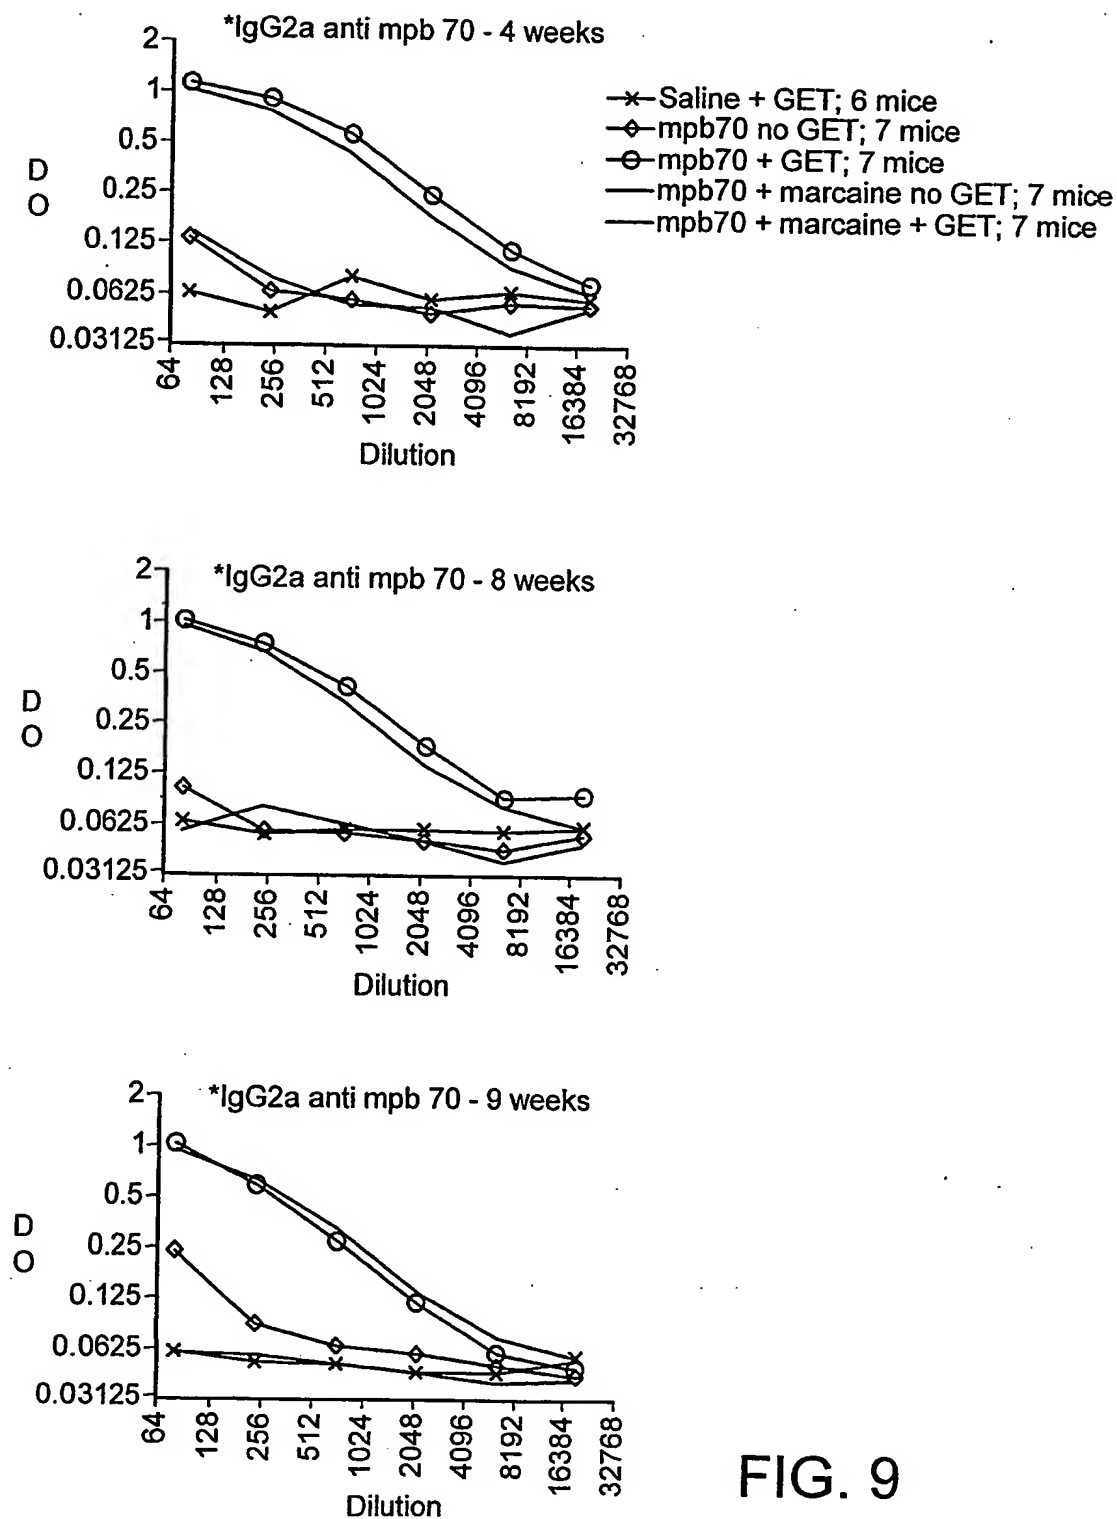 *IgG2a anti mpb 70 - 4 weeks
2
1
0.5
0.25
0.125
0.0625
0.03125
D
O
64
128
256
512
1024
2048
4096
8192
16384
32768
Dilution
Saline + GET; 6 mice
mpb70 no GET; 7 mice
mpb70 + GET; 7 mice
mpb70 + marcaine no GET; 7 mice
mpb70 + marcaine + GET; 7 mice
*IgG2a anti mpb 70 - 8 weeks
2
1
0.5
0.25
0.125
0.0625
0.03125
D
O
64
128
256
512
1024
2048
4096
8192
16384
32768
Dilution
*IgG2a anti mpb 70 - 9 weeks
2
1
0.5
0.25
0.125
0.0625
0.03125
D
O
64
128
256
512
1024
2048
4096
8192
16384
32768
Dilution
FIG. 9